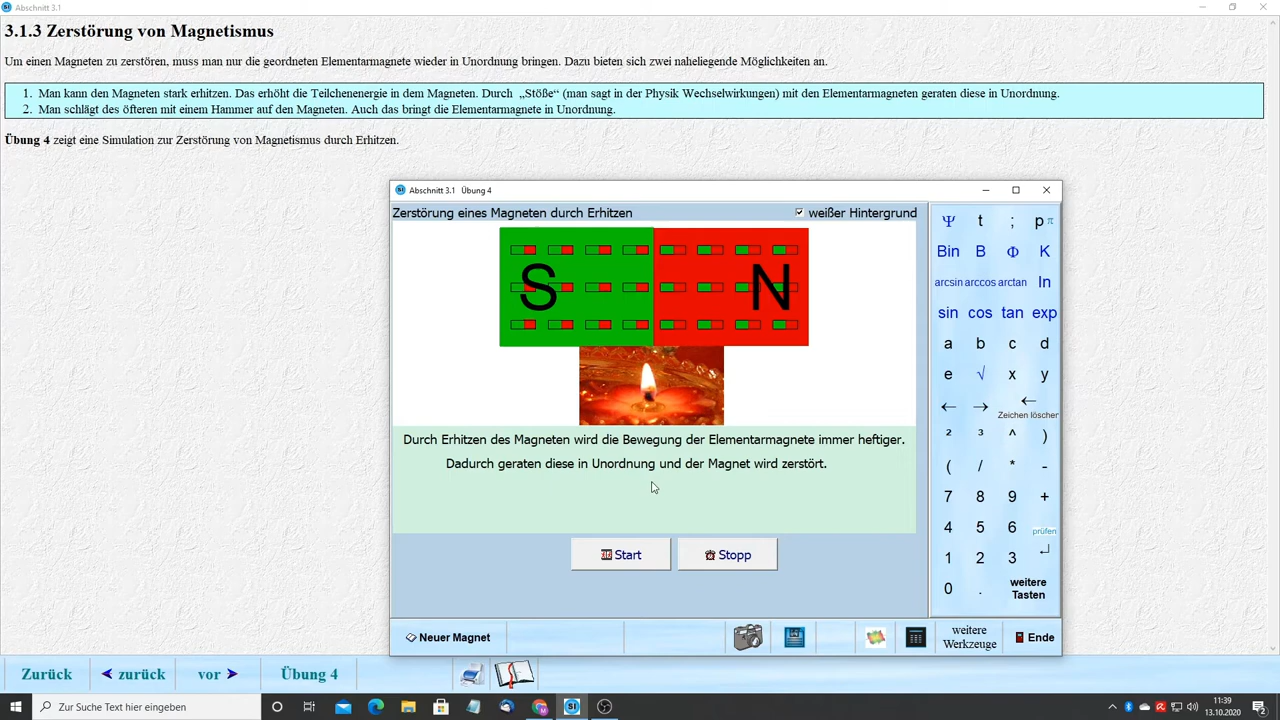 Abschnitt 3.1.3
3.1.3 Zerstörung von Magnetismus
Um einen Magneten zu zerstören, muss man nur die geordneten Elementarmagnete wieder in Unordnung bringen. Dazu bieten sich zwei naheliegende Möglichkeiten an.
1. Man kann den Magneten stark erhitzen. Das erhöht die Teilchenenergie in dem Magneten. Durch „Stöße“ (man sagt in der Physik Wechselwirkungen) mit den Elementarmagneten geraten diese in Unordnung.
2. Man schlägt des öfteren mit einem Hammer auf den Magneten. Auch das bringt die Elementarmagnete in Unordnung.
Übung 4 zeigt eine Simulation zur Zerstörung von Magnetismus durch Erhitzen.
Abschnitt 3.1 Übung 4
Zerstörung eines Magneten durch Erhitzen
weißer Hintergrund
S N
Durch Erhitzen des Magneten wird die Bewegung der Elementarmagnete immer heftiger.
Dadurch geraten diese in Unordnung und der Magnet wird zerstört.
Start Stopp
Ψ t ; p π
Bin B Φ K
arcsin arccos arctan ln
sin cos tan exp
a b c d
e √ x y
← → ←
Zeichen löschen
² ³ ^ )
( / * -
7 8 9 +
4 5 6 prüfen
1 2 3 ↵
0 . weitere
Tasten
Neuer Magnet
weitere
Werkzeuge
Ende
Zurück zurück vor Übung 4
Zur Suche Text hier eingeben
11:39
13.10.2020
2